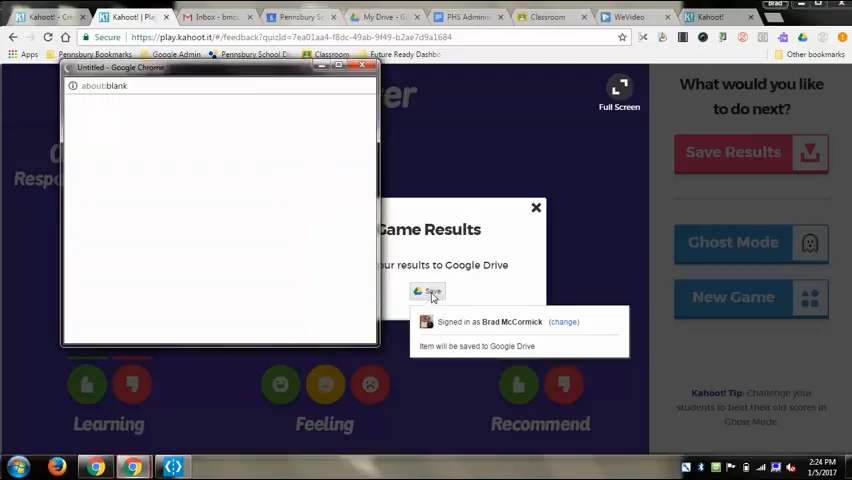 Brad
Kahoot!
Kahoot! | Play
Inbox - bmcc
Pennsbury Sc
My Drive - G
PHS Admins
Classroom
WeVideo
Kahoot!
Secure
https://play.kahoot.it/#/feedback?quizId=7ea01aa4-f8dc-49ab-9f49-b2ae7d9a1684
Apps
Pennsbury Bookmarks
Google Admin
Pennsbury School D
Classroom
Future Ready Dashbo
Other bookmarks
Untitled - Google Chrome
about:blank
Full Screen
What would you like
to do next?
Save Results
Ghost Mode
New Game
Kahoot! Tip: Challenge your
students to beat their old scores in
Ghost Mode.
Game Results
our results to Google Drive
Save
Signed in as Brad McCormick (change)
Item will be saved to Google Drive
Learning
Feeling
Recommend
2:24 PM
1/5/2017